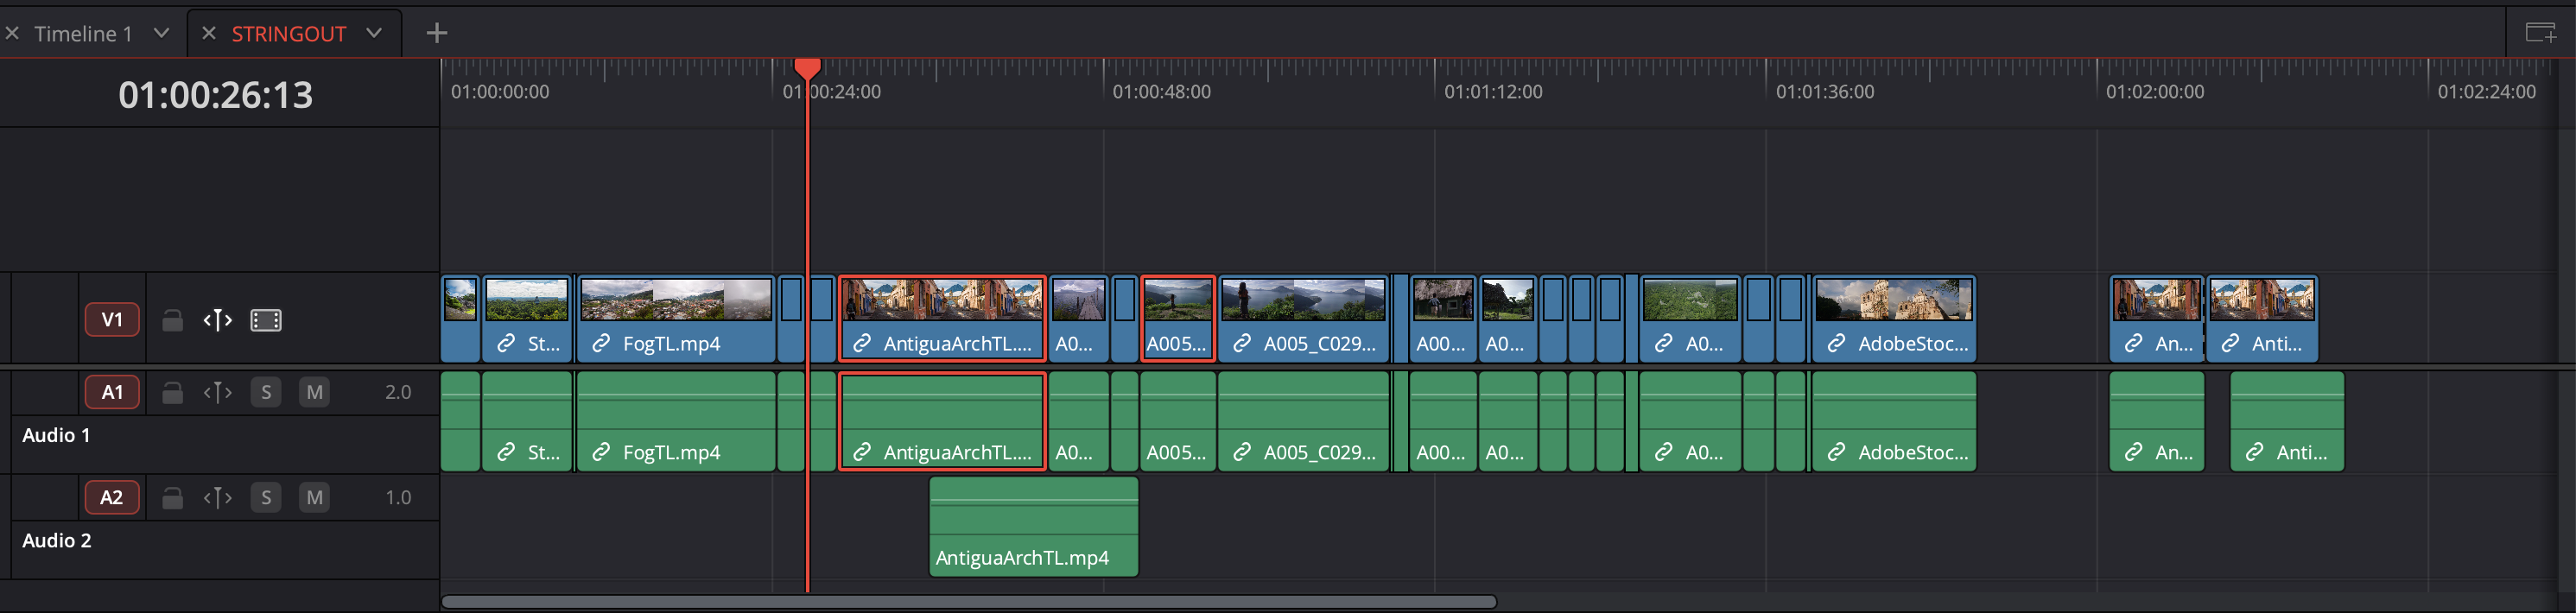 Timeline 1
STRINGOUT
01:00:26:13
01:00:00:00 01:00:24:00 01:00:48:00 01:01:12:00 01:01:36:00 01:02:00:00 01:02:24:00
V1
St... FogTL.mp4 AntiguaArchTL.... A0... A005... A005_C029... A00... A0... A0... AdobeStoc... An... Anti...
A1 S M 2.0
Audio 1
St... FogTL.mp4 AntiguaArchTL.... A0... A005... A005_C029... A00... A0... A0... AdobeStoc... An... Anti...
A2 S M 1.0
Audio 2
AntiguaArchTL.mp4